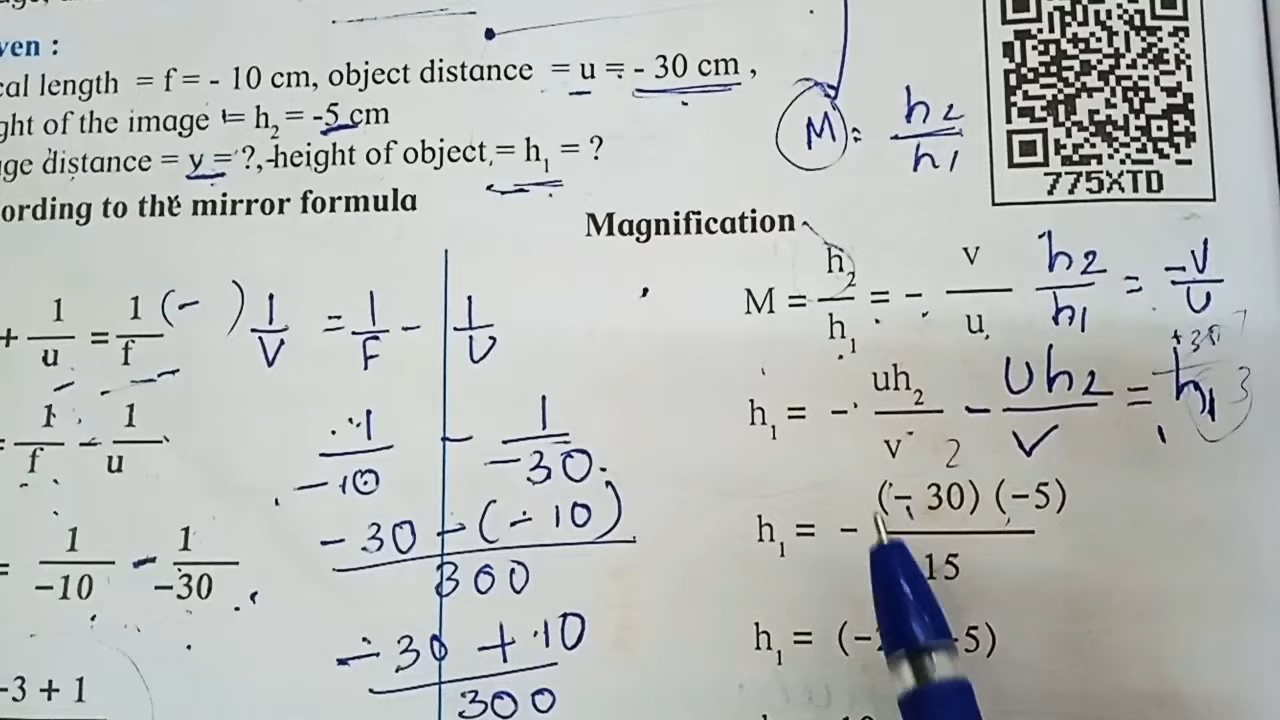 ven :
cal length = f = - 10 cm, object distance = u = - 30 cm ,
ght of the image = h₂ = -5 cm
ge distance = y = ?, height of object, = h₁ = ?
ording to the mirror formula
+ 1/u = 1/f (- ) 1/V = 1/F - 1/U
= 1/f - 1/u
1/-10 - 1/-30
-30 - (-10) / 300
= 1/-10 - 1/-30
-30 + 10 / 300
-3 + 1
M = h2/h1
775XTD
Magnification
M = h₂/h₁ = - v/u h2/h1 = -V/U
h₁ = - uh₂/v - Uh2/V = h1
2
h₁ = - (- 30) (-5) / 15
h₁ = (- 5)